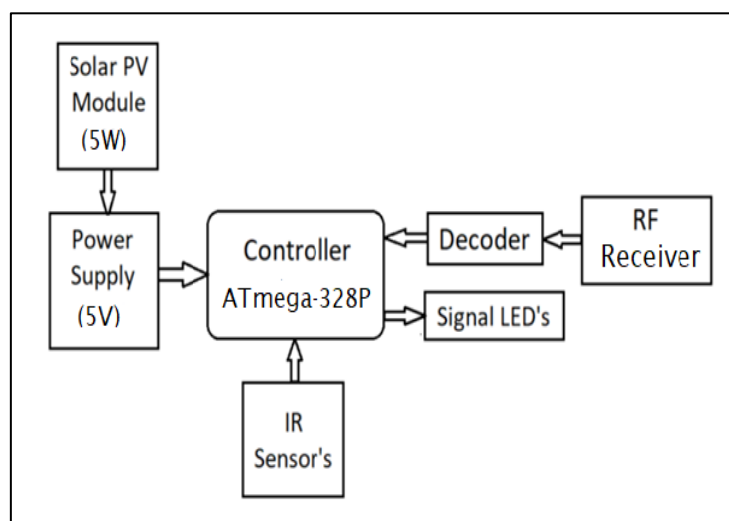 Solar PV
Module
(5W)
Power
Supply
(5V)
Controller
ATmega-328P
Decoder
RF
Receiver
Signal LED's
IR
Sensor's